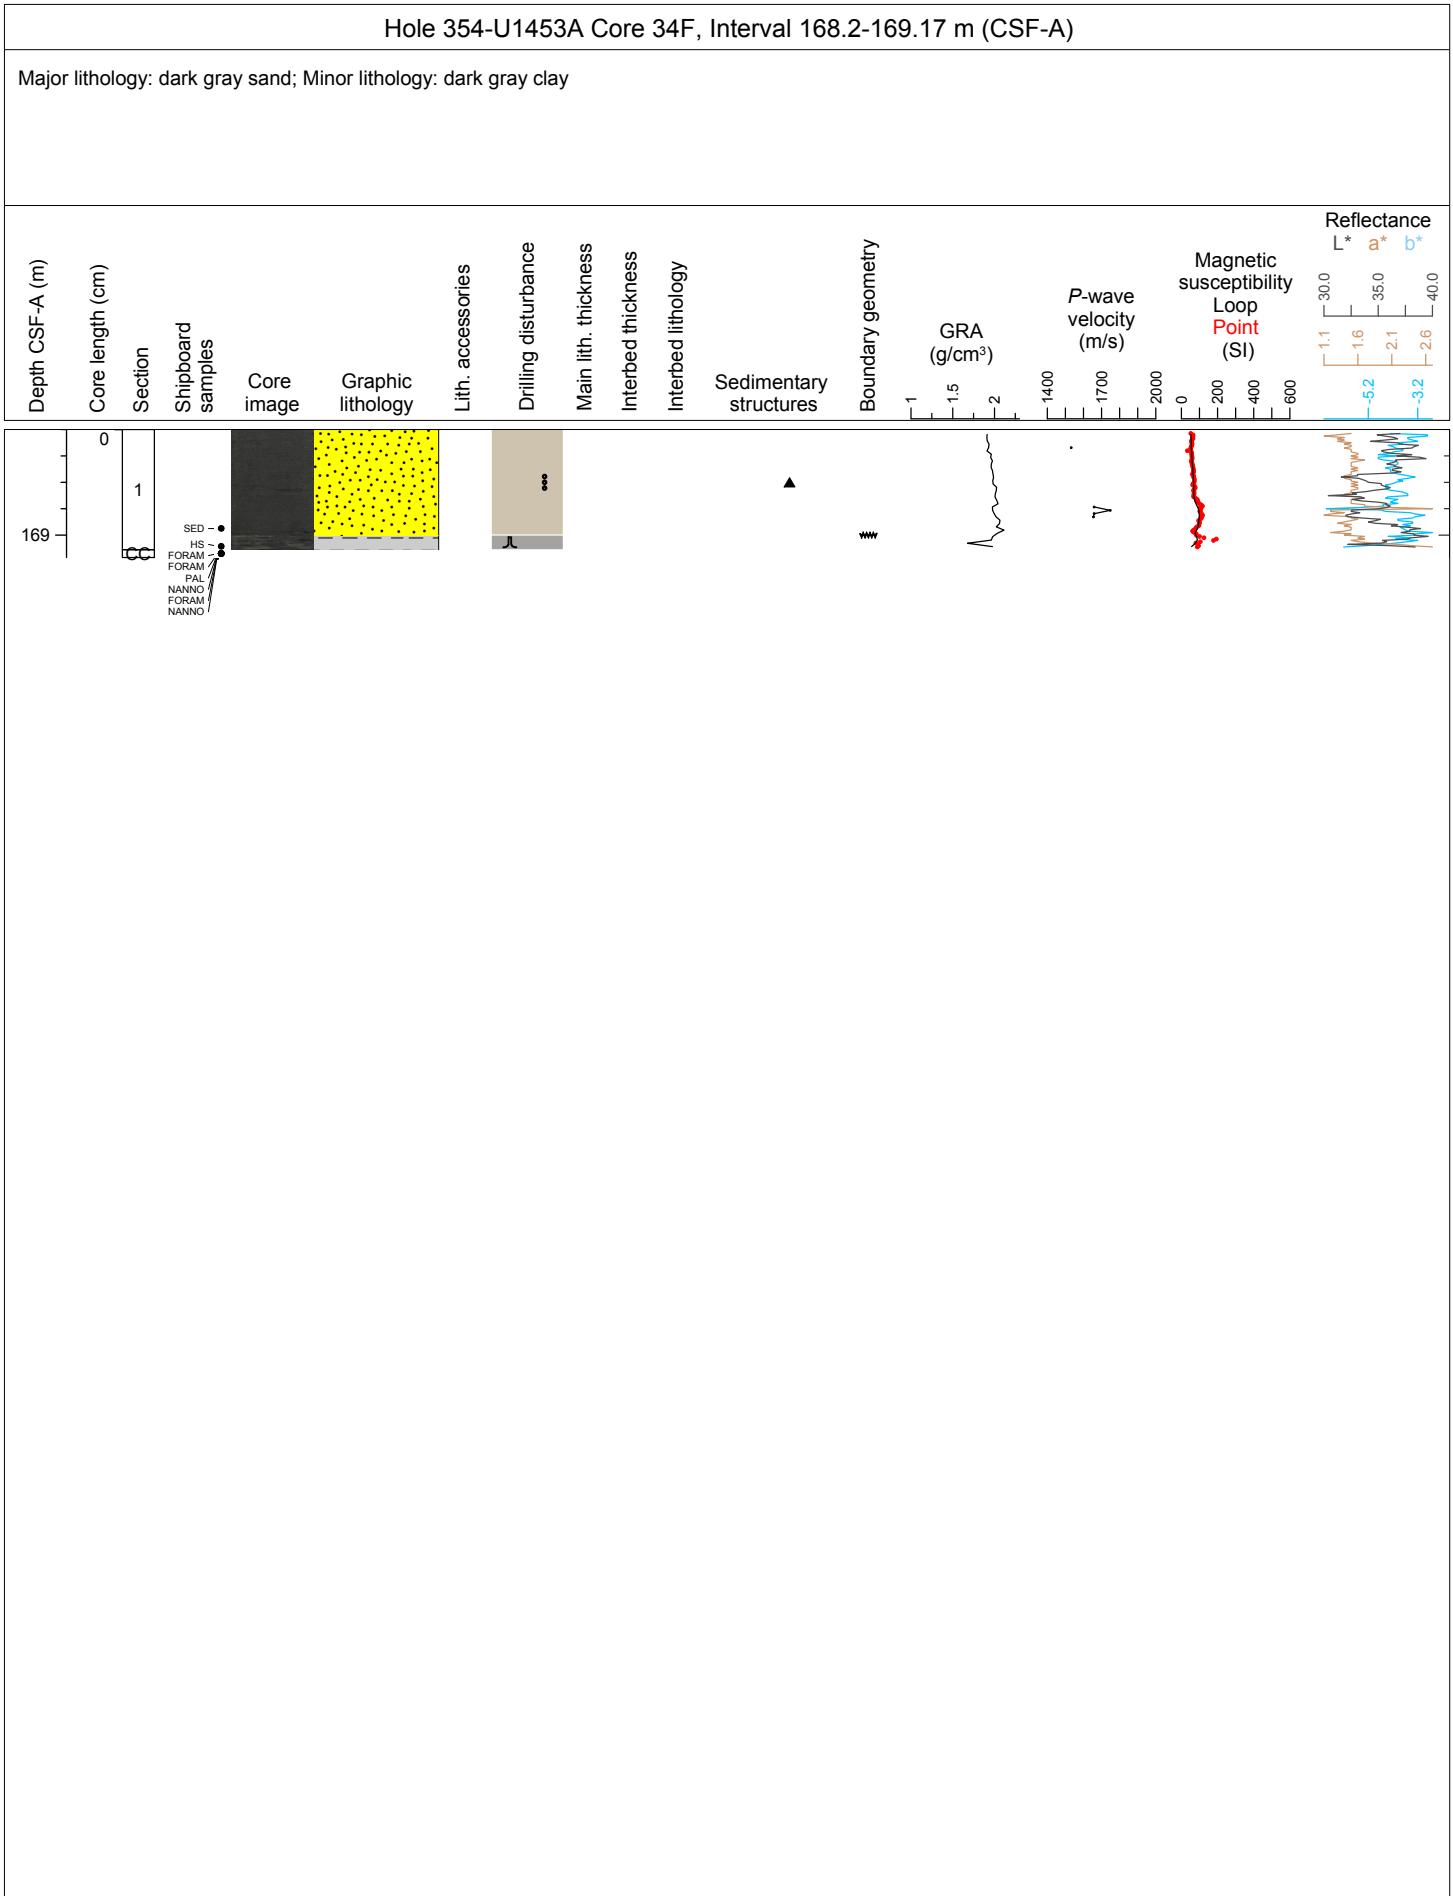 Hole 354-U1453A Core 34F, Interval 168.2-169.17 m (CSF-A)
Major lithology: dark gray sand; Minor lithology: dark gray clay
Depth CSF-A (m)
Core length (cm)
Section
Shipboard
samples
Core
image
Graphic
lithology
Lith. accessories
Drilling disturbance
Main lith. thickness
Interbed thickness
Interbed lithology
Sedimentary
structures
Boundary geometry
GRA
(g/cm³)
1 1.5 2
P-wave
velocity
(m/s)
1400 1700 2000
Magnetic
susceptibility
Loop
Point
(SI)
0 200 400 600
Reflectance
L* a* b*
30.0 35.0 40.0
1.1 1.6 2.1 2.6
-5.2 -3.2
0
1
169
CC
SED
HS
FORAM
FORAM
PAL
NANNO
FORAM
NANNO